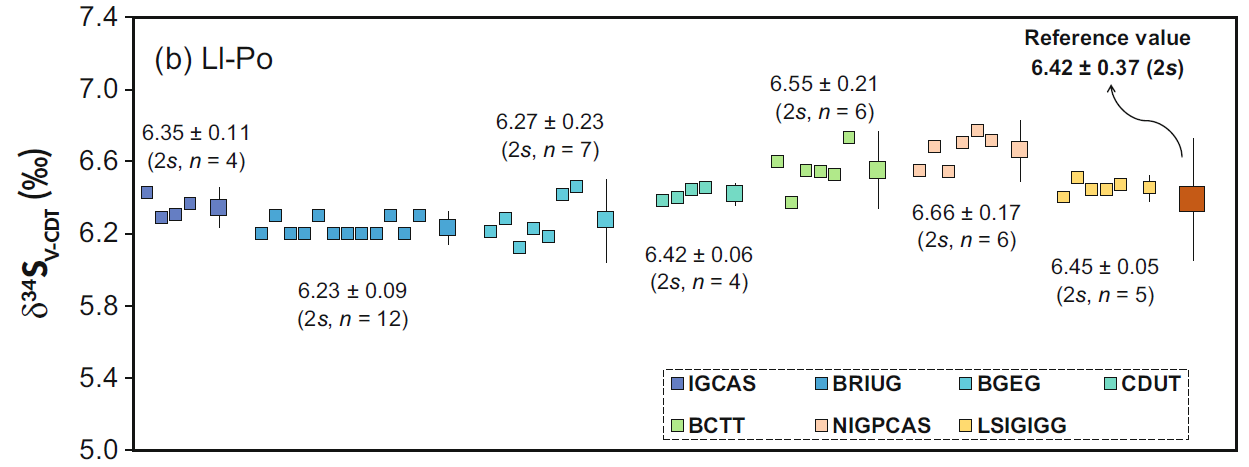 7.4
7.0
6.6
6.2
5.8
5.4
5.0
δ³⁴S_V-CDT (‰)
(b) Ll-Po
6.35 ± 0.11
(2s, n = 4)
6.23 ± 0.09
(2s, n = 12)
6.27 ± 0.23
(2s, n = 7)
6.42 ± 0.06
(2s, n = 4)
6.55 ± 0.21
(2s, n = 6)
6.66 ± 0.17
(2s, n = 6)
6.45 ± 0.05
(2s, n = 5)
Reference value
6.42 ± 0.37 (2s)
IGCAS BRIUG BGEG CDUT
BCTT NIGPCAS LSIGIGG